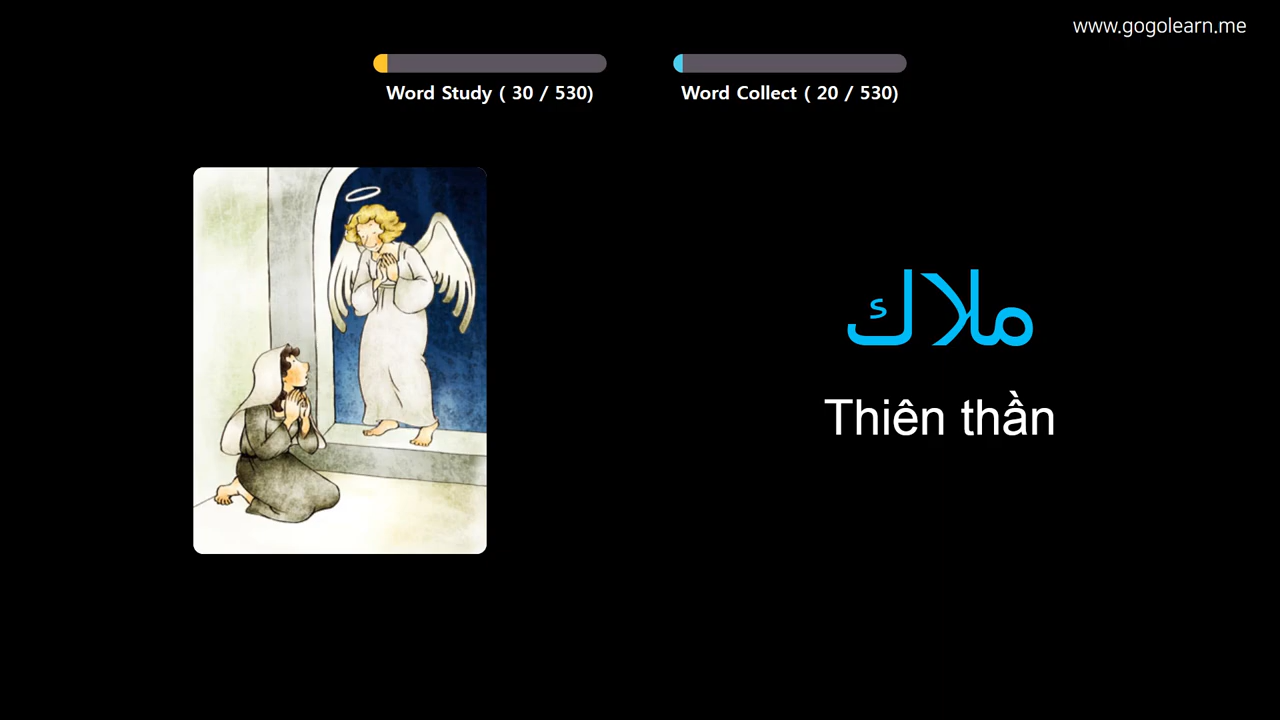 www.gogolearn.me
Word Study ( 30 / 530)
Word Collect ( 20 / 530)
ملاك
Thiên thần